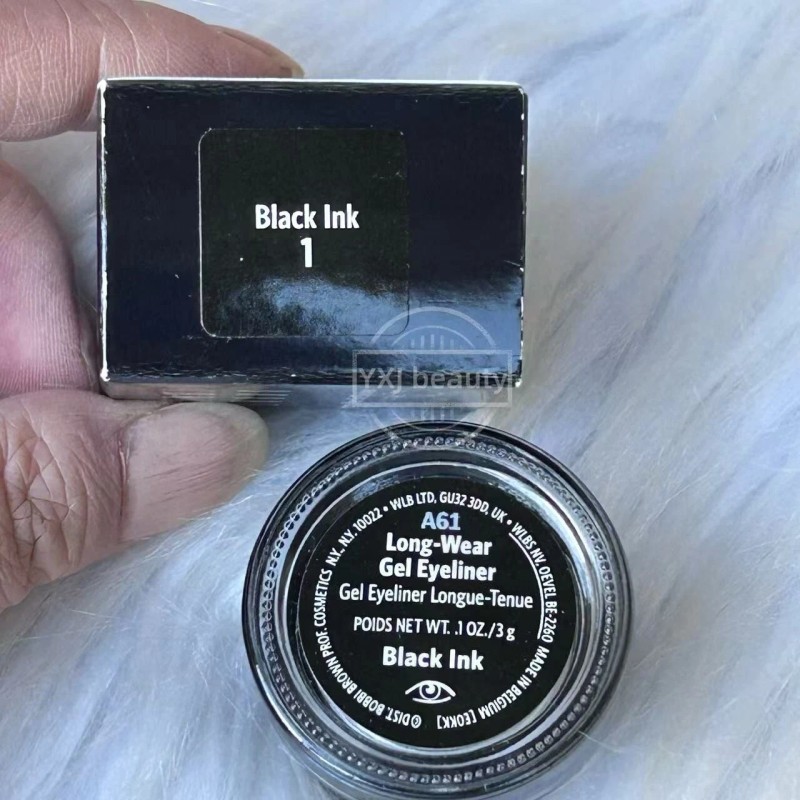 Black Ink
1
YXJ beauty
A61
Long-Wear
Gel Eyeliner
Gel Eyeliner Longue-Tenue
POIDS NET WT. .1 OZ./3 g
Black Ink
©DIST. BOBBI BROWN PROF. COSMETICS N.Y., N.Y. 10022 • WLB LTD, GU32 3DD, UK • WLBS NV, OEVEL BE-2260 MADE IN BELGIUM [EOKK]